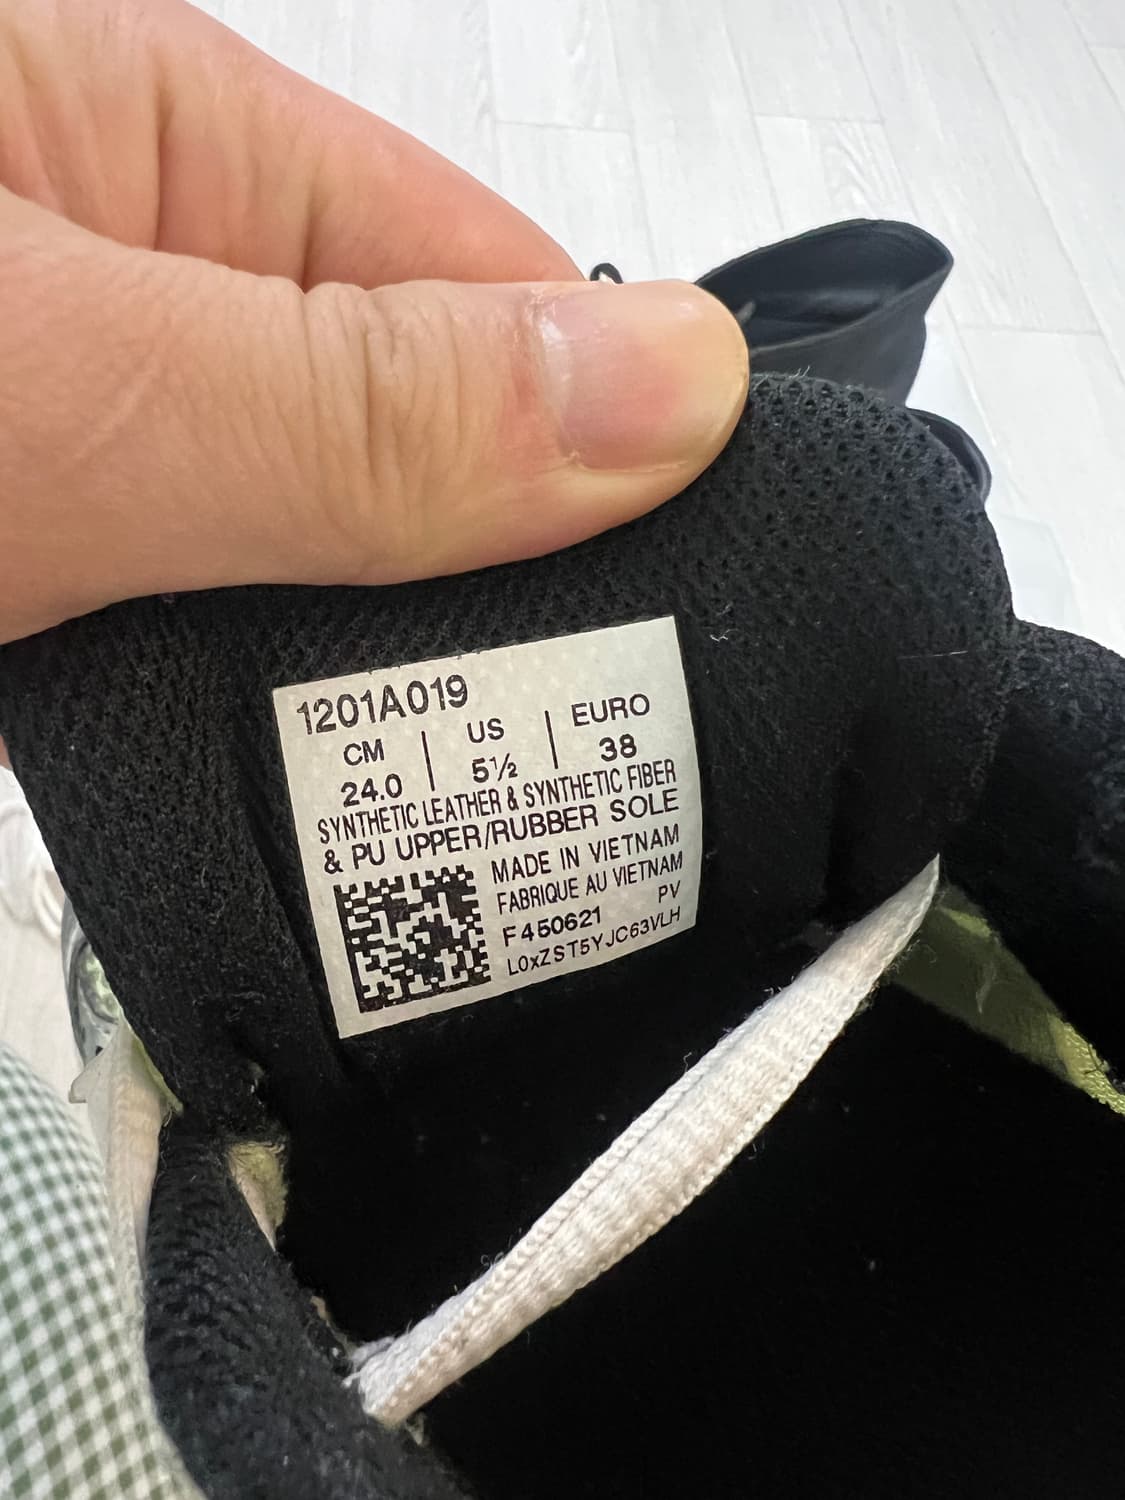 1201A019
CM | US | EURO
24.0 | 5½ | 38
SYNTHETIC LEATHER & SYNTHETIC FIBER
& PU UPPER/RUBBER SOLE
MADE IN VIETNAM
FABRIQUE AU VIETNAM
PV
F450621
L0xZST5YJC63VLH